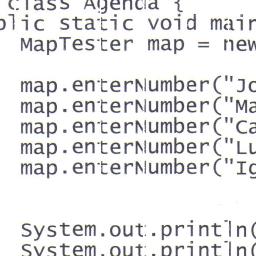 class Agenda {
blic static void mair
MapTester map = new
map.enterNumber("Jo
map.enterNumber("Ma
map.enterNumber("Ca
map.enterNumber("Lu
map.enterNumber("Ig
System.out.println(
System.out.println(